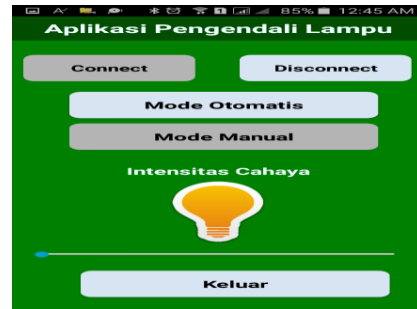 85% 12:45 AM
Aplikasi Pengendali Lampu
Connect Disconnect
Mode Otomatis
Mode Manual
Intensitas Cahaya
Keluar